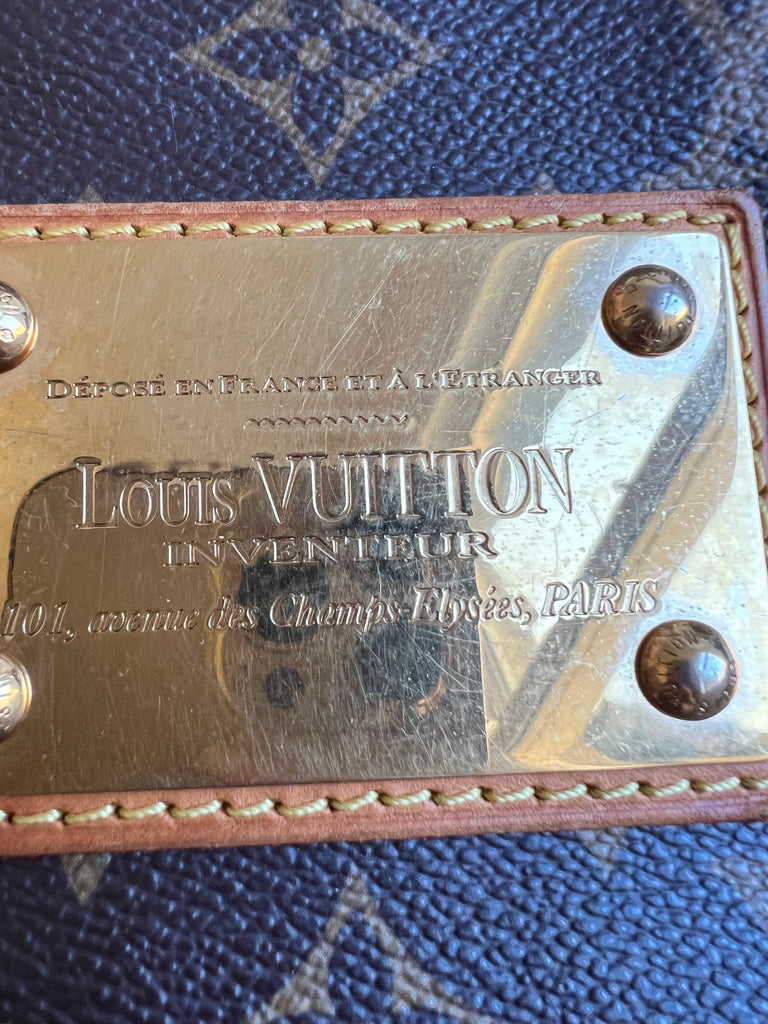 DÉPOSÉ EN FRANCE ET À L'ETRANGER
LOUIS VUITTON
INVENTEUR
101, avenue des Champs-Elysées, PARIS